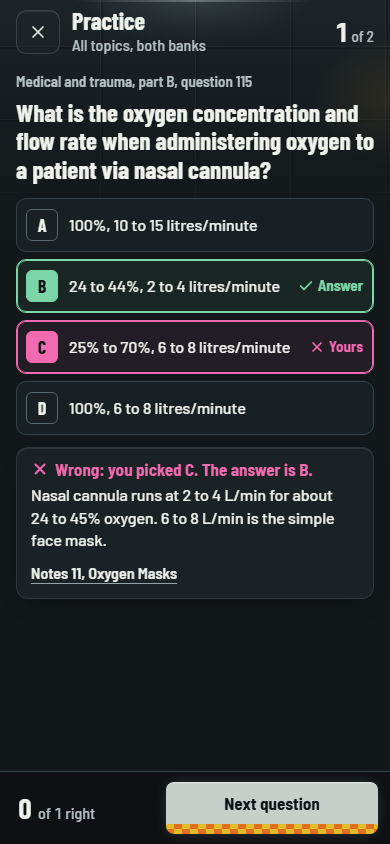 Practice
All topics, both banks
1 of 2
Medical and trauma, part B, question 115
What is the oxygen concentration and
flow rate when administering oxygen to
a patient via nasal cannula?
A 100%, 10 to 15 litres/minute
B 24 to 44%, 2 to 4 litres/minute Answer
C 25% to 70%, 6 to 8 litres/minute Yours
D 100%, 6 to 8 litres/minute
Wrong: you picked C. The answer is B.
Nasal cannula runs at 2 to 4 L/min for about
24 to 45% oxygen. 6 to 8 L/min is the simple
face mask.
Notes 11, Oxygen Masks
0 of 1 right
Next question